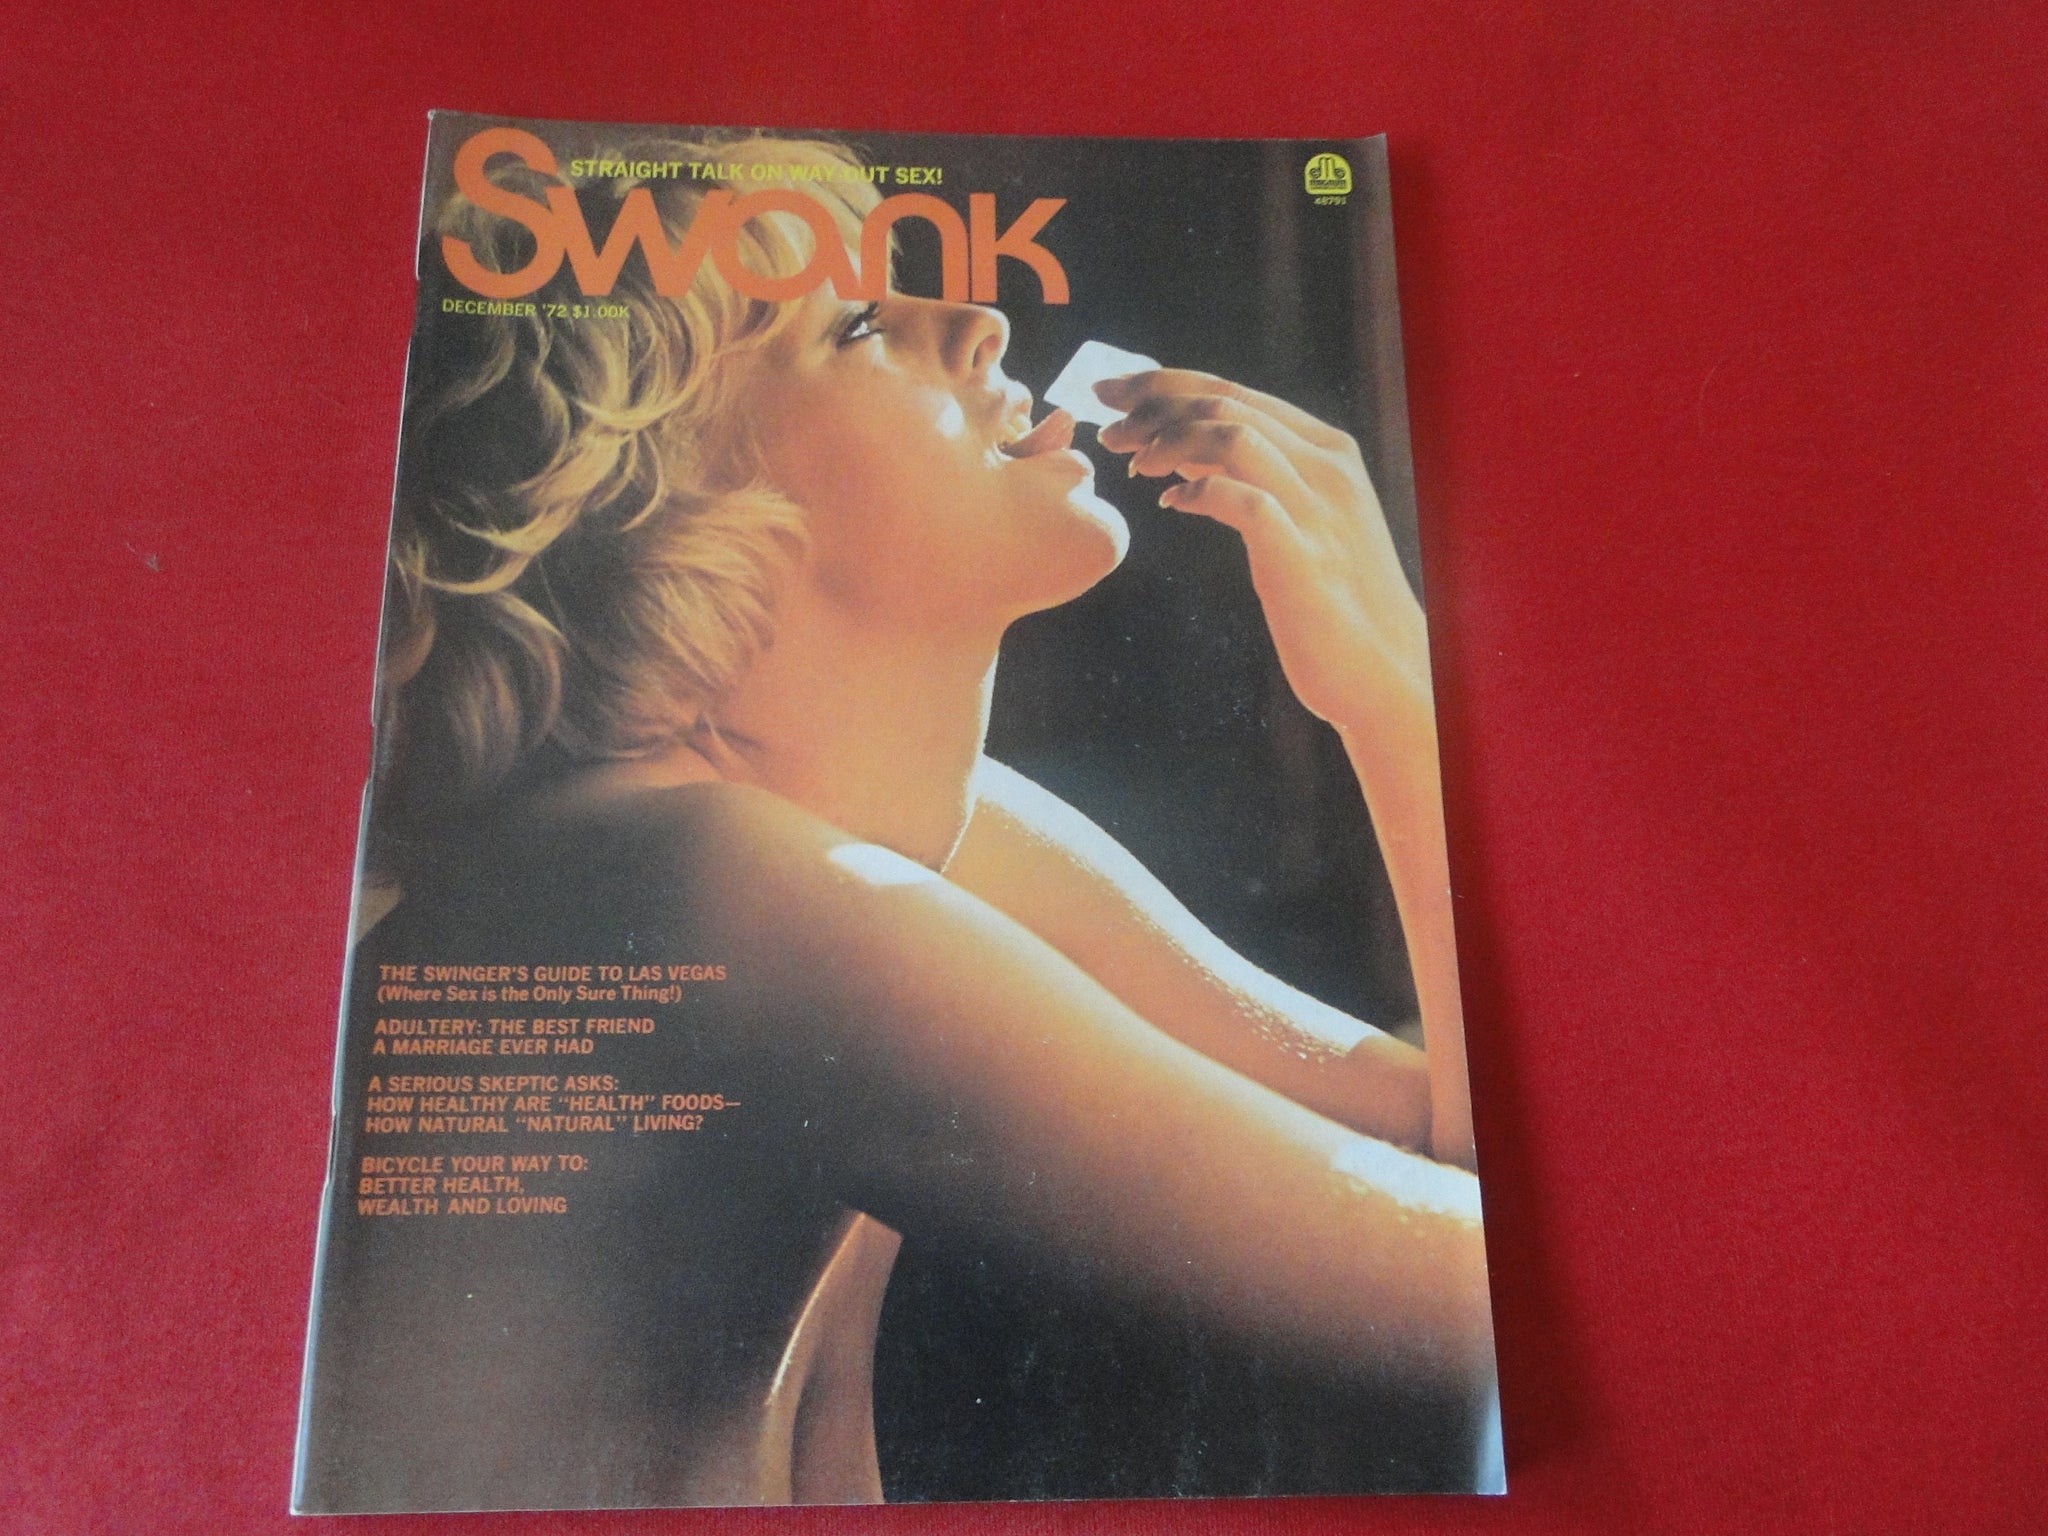 STRAIGHT TALK ON WAY-OUT SEX!
Swank
48791
DECEMBER '72 $1.00K
THE SWINGER'S GUIDE TO LAS VEGAS
(Where Sex is the Only Sure Thing!)
ADULTERY: THE BEST FRIEND
A MARRIAGE EVER HAD
A SERIOUS SKEPTIC ASKS:
HOW HEALTHY ARE "HEALTH" FOODS—
HOW NATURAL "NATURAL" LIVING?
BICYCLE YOUR WAY TO:
BETTER HEALTH,
WEALTH AND LOVING